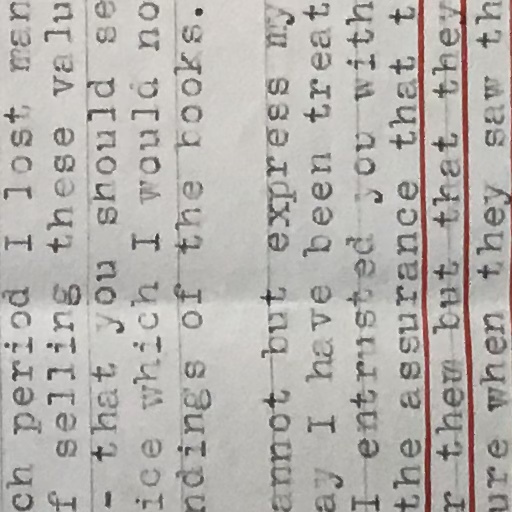 ch period I lost man
f selling these valu
- that you should se
ice which I would no
ndings of the books.
annot but express my
ay I have been treat
I entrusted you with
the assurance that t
r them but that they
ure when they saw th